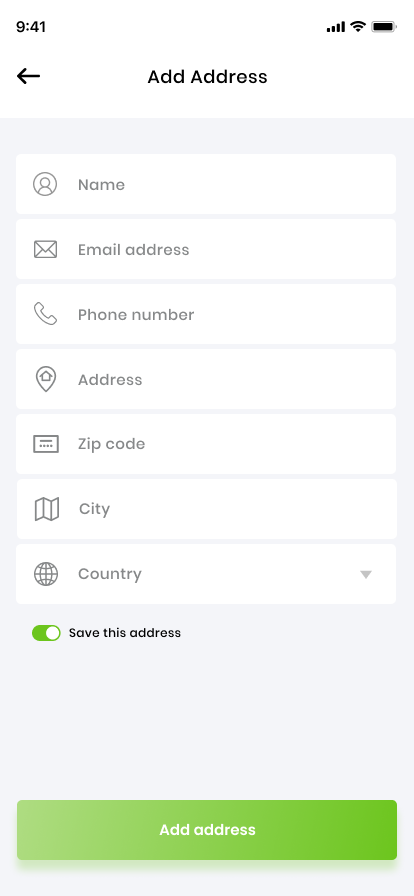 9:41
Add Address
Name
Email address
Phone number
Address
Zip code
City
Country
Save this address
Add address